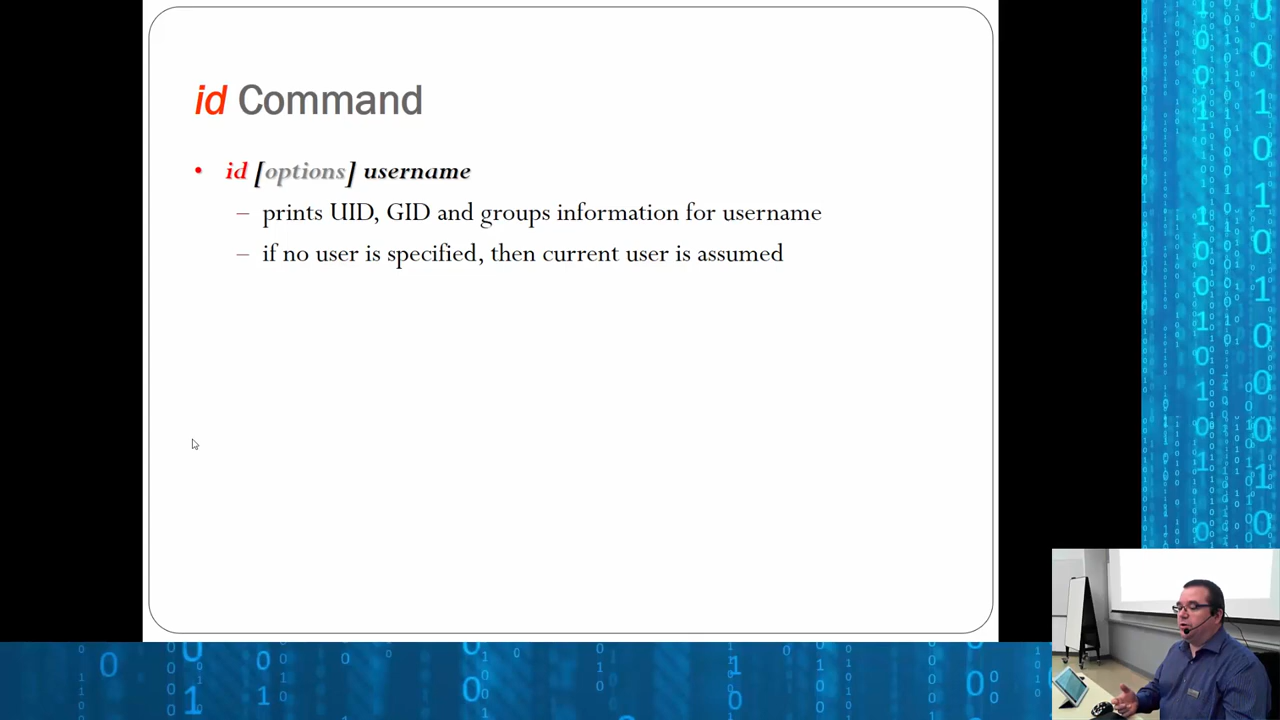 id Command
• id [options] username
– prints UID, GID and groups information for username
– if no user is specified, then current user is assumed